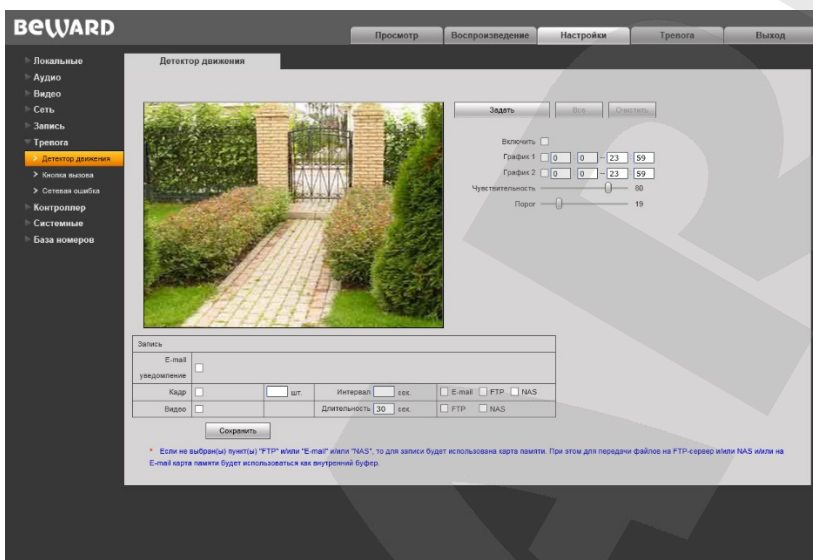 BEWARD
Просмотр Воспроизведение Настройки Тревога Выход
Локальные
Аудио
Видео
Сеть
Запись
Тревога
Детектор движения
Кнопка вызова
Сетевая ошибка
Контроллер
Системные
База номеров
Детектор движения
Задать Все Очистить
Включить
График 1 0 0 - 23 59
График 2 0 0 - 23 59
Чувствительность 80
Порог 19
Запись
E-mail
уведомление
Кадр шт. Интервал сек. E-mail FTP NAS
Видео Длительность 30 сек. FTP NAS
Сохранить
* Если не выбран(ы) пункт(ы) "FTP" и/или "E-mail" и/или "NAS", то для записи будет использована карта памяти. При этом для передачи файлов на FTP-сервер и/или NAS и/или на
E-mail карта памяти будет использоваться как внутренний буфер.